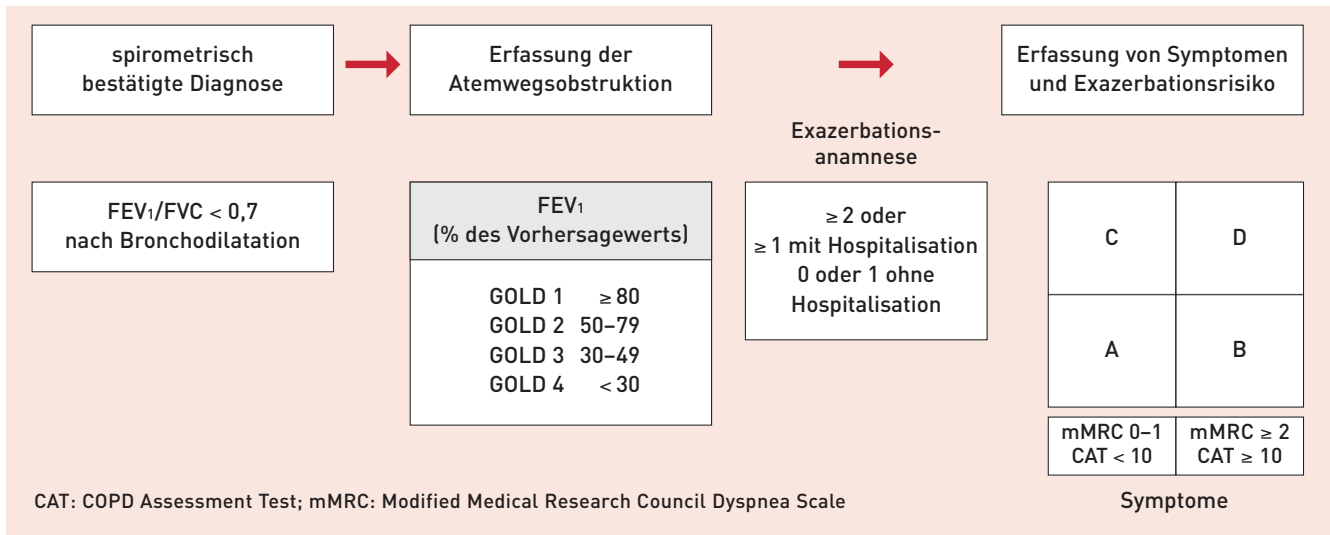 spirometrisch
bestätigte Diagnose
Erfassung der
Atemwegsobstruktion
Erfassung von Symptomen
und Exazerbationsrisiko
FEV₁/FVC < 0,7
nach Bronchodilatation
FEV₁
(% des Vorhersagewerts)
GOLD 1 ≥ 80
GOLD 2 50–79
GOLD 3 30–49
GOLD 4 < 30
Exazerbations-
anamnese
≥ 2 oder
≥ 1 mit Hospitalisation
0 oder 1 ohne
Hospitalisation
C D
A B
mMRC 0–1
CAT < 10
mMRC ≥ 2
CAT ≥ 10
Symptome
CAT: COPD Assessment Test; mMRC: Modified Medical Research Council Dyspnea Scale